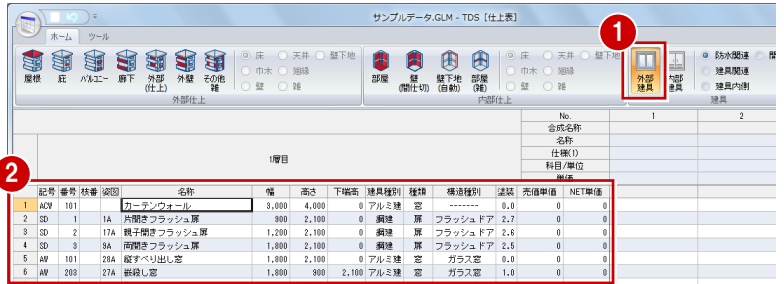 サンプルデータ.GLM - TDS [仕上表]
ホーム ツール
1
床 天井 壁下地
巾木 廻縁
壁 雑
屋根 庇 バルコニー 廊下 外部(仕上) 外壁 その他雑
外部仕上
部屋 壁(間仕切) 壁下地(自動) 部屋(雑)
床 天井 壁下地
巾木 廻縁
壁 雑
内部仕上
外部建具 内部建具
防水関連
建具関連
建具内側
建具
No. 1 2
合成名称
名称
仕様(1)
科目/単位
単価
1層目
2
記号 番号 枝番 姿図 名称 幅 高さ 下端高 建具種別 種類 構造種別 塗装 売価単価 NET単価
1 ACW 101 カーテンウォール 3,000 4,000 0 アルミ建 窓 ------- 0.0 0 0
2 SD 1 1A 片開きフラッシュ扉 900 2,100 0 鋼建 扉 フラッシュドア 2.7 0 0
3 SD 2 17A 親子開きフラッシュ扉 1,200 2,100 0 鋼建 扉 フラッシュドア 2.6 0 0
4 SD 3 9A 両開きフラッシュ扉 1,800 2,100 0 鋼建 扉 フラッシュドア 2.5 0 0
5 AW 101 28A 縦すべり出し窓 1,800 2,100 0 アルミ建 窓 ガラス窓 0.0 0 0
6 AW 203 27A 嵌殺し窓 1,800 900 2,100 アルミ建 窓 ガラス窓 1.0 0 0